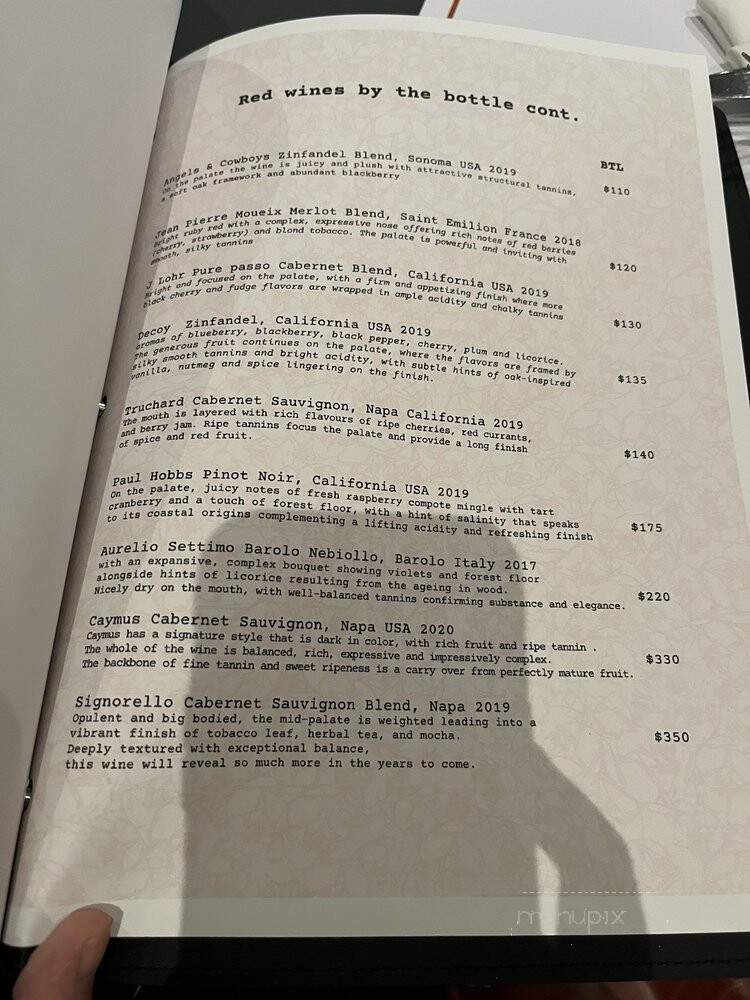 Red wines by the bottle cont.
BTL
Angels & Cowboys Zinfandel Blend, Sonoma USA 2019
On the palate the wine is juicy and plush with attractive structural tannins,
a soft oak framework and abundant blackberry
$110
Jean Pierre Moueix Merlot Blend, Saint Emilion France 2018
Bright ruby red with a complex, expressive nose offering rich notes of red berries
(cherry, strawberry) and blond tobacco. The palate is powerful and inviting with
smooth, silky tannins
$120
J Lohr Pure passo Cabernet Blend, California USA 2019
Bright and focused on the palate, with a firm and appetizing finish where more
black cherry and fudge flavors are wrapped in ample acidity and chalky tannins
$130
Decoy Zinfandel, California USA 2019
aromas of blueberry, blackberry, black pepper, cherry, plum and licorice.
The generous fruit continues on the palate, where the flavors are framed by
silky smooth tannins and bright acidity, with subtle hints of oak-inspired
vanilla, nutmeg and spice lingering on the finish.
$135
Truchard Cabernet Sauvignon, Napa California 2019
The mouth is layered with rich flavours of ripe cherries, red currants,
and berry jam. Ripe tannins focus the palate and provide a long finish
of spice and red fruit.
$140
Paul Hobbs Pinot Noir, California USA 2019
On the palate, juicy notes of fresh raspberry compote mingle with tart
cranberry and a touch of forest floor, with a hint of salinity that speaks
to its coastal origins complementing a lifting acidity and refreshing finish
$175
Aurelio Settimo Barolo Nebiollo, Barolo Italy 2017
with an expansive, complex bouquet showing violets and forest floor
alongside hints of licorice resulting from the ageing in wood.
Nicely dry on the mouth, with well-balanced tannins confirming substance and elegance.
$220
Caymus Cabernet Sauvignon, Napa USA 2020
Caymus has a signature style that is dark in color, with rich fruit and ripe tannin .
The whole of the wine is balanced, rich, expressive and impressively complex.
The backbone of fine tannin and sweet ripeness is a carry over from perfectly mature fruit.
$330
Signorello Cabernet Sauvignon Blend, Napa 2019
Opulent and big bodied, the mid-palate is weighted leading into a
vibrant finish of tobacco leaf, herbal tea, and mocha.
Deeply textured with exceptional balance,
this wine will reveal so much more in the years to come.
$350
menupix